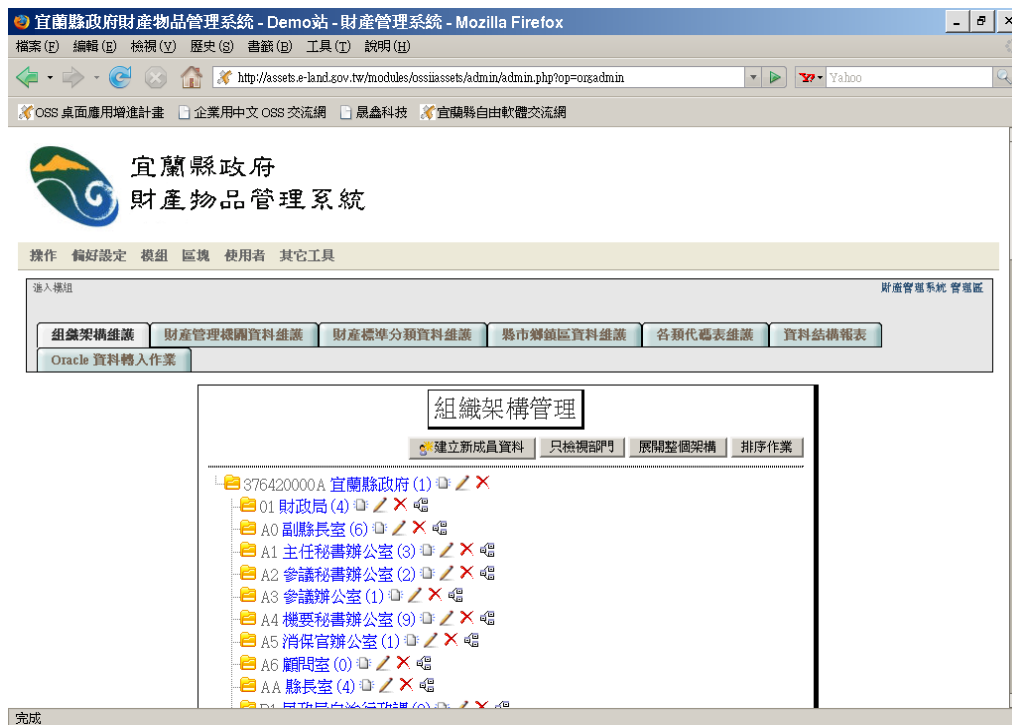 宜蘭縣政府財產物品管理系統 - Demo站 - 財產管理系統 - Mozilla Firefox
檔案(F) 編輯(E) 檢視(V) 歷史(S) 書籤(B) 工具(T) 說明(H)
http://assets.e-land.gov.tw/modules/ossiiassets/admin/admin.php?op=orgadmin Yahoo
OSS 桌面應用增進計畫 企業用中文 OSS 交流網 晟鑫科技 宜蘭縣自由軟體交流網
宜蘭縣政府
財產物品管理系統
操作 偏好設定 模組 區塊 使用者 其它工具
進入模組 財產管理系統 管理區
組織架構維護 財產管理機關資料維護 財產標準分類資料維護 縣市鄉鎮區資料維護 各類代碼表維護 資料結構報表
Oracle 資料轉入作業
組織架構管理
建立新成員資料 只檢視部門 展開整個架構 排序作業
376420000A 宜蘭縣政府 (1)
01 財政局 (4)
A0 副縣長室 (6)
A1 主任秘書辦公室 (3)
A2 參議秘書辦公室 (2)
A3 參議辦公室 (1)
A4 機要秘書辦公室 (9)
A5 消保官辦公室 (1)
A6 顧問室 (0)
AA 縣長室 (4)
完成